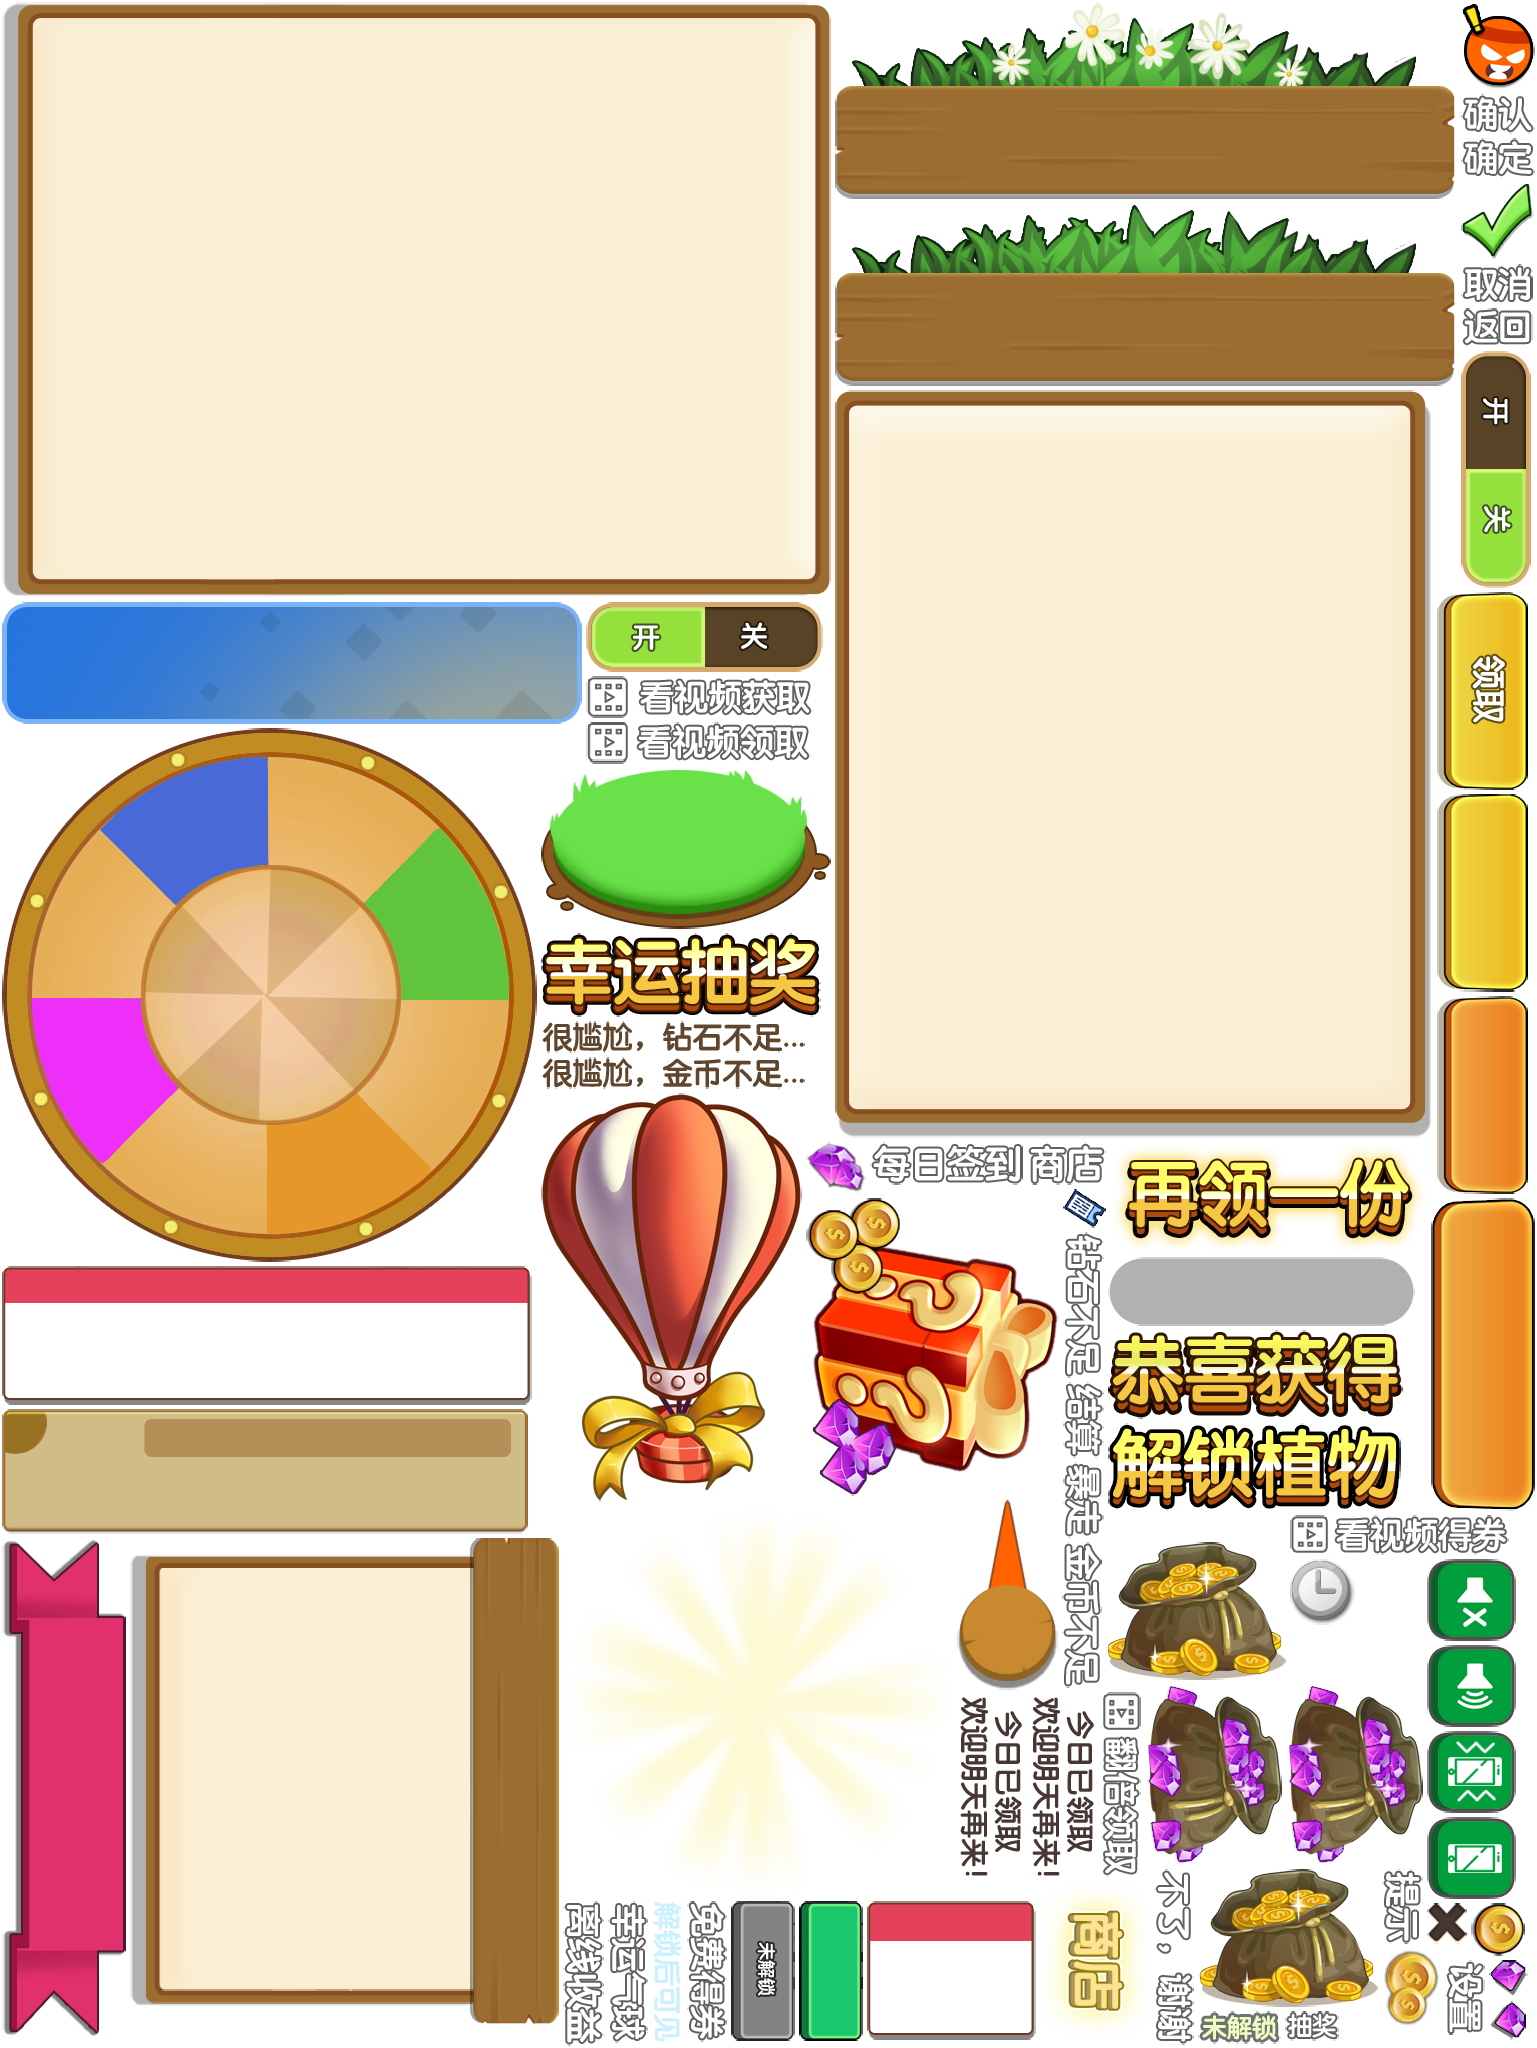 确认
确定
取消
返回
开
关
领取
开 关
看视频获取
看视频领取
幸运抽奖
很尴尬，钻石不足...
很尴尬，金币不足...
每日签到
商店
再领一份
钻石不足
结算
暴走
金币不足
恭喜获得
解锁植物
看视频得券
今日已领取
欢迎明天再来！
今日已领取
欢迎明天再来！
翻倍领取
不了，谢谢
提示
设置
离线收益
幸运气球
解锁后可见
免费得券
未解锁
商店
未解锁
抽奖